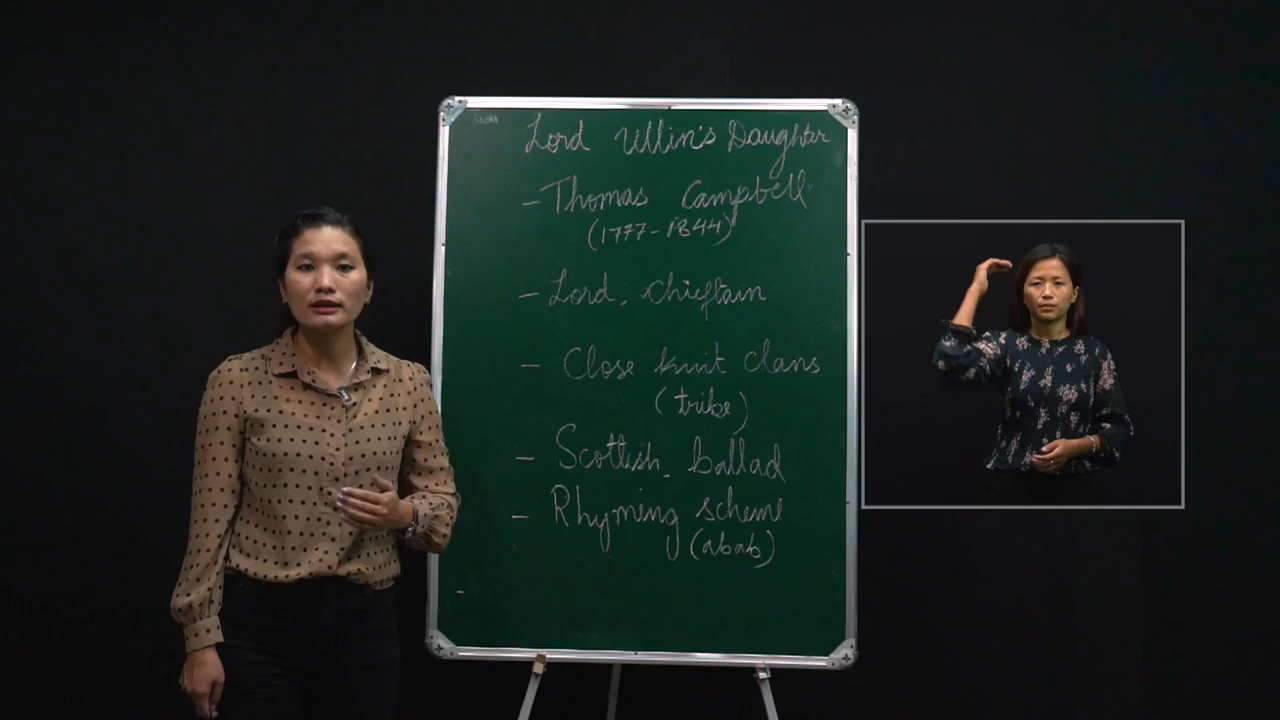 Lord Ullin's Daughter
- Thomas Campbell
(1777-1844)
- Lord, Chieftain
- Close knit clans
(tribe)
- Scottish ballad
- Rhyming scheme
(abab)
-